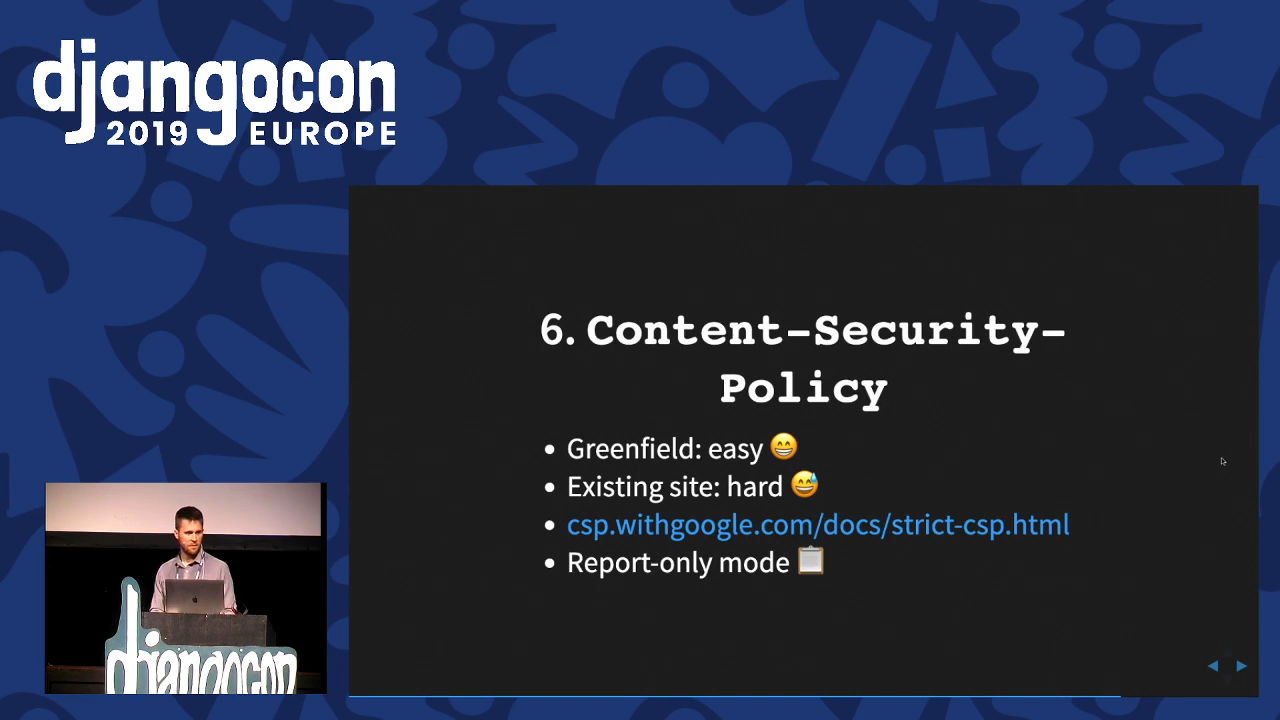 djangocon
2019 EUROPE
6. Content-Security-
Policy
• Greenfield: easy 😁
• Existing site: hard 😅
• csp.withgoogle.com/docs/strict-csp.html
• Report-only mode 📋
djangocon